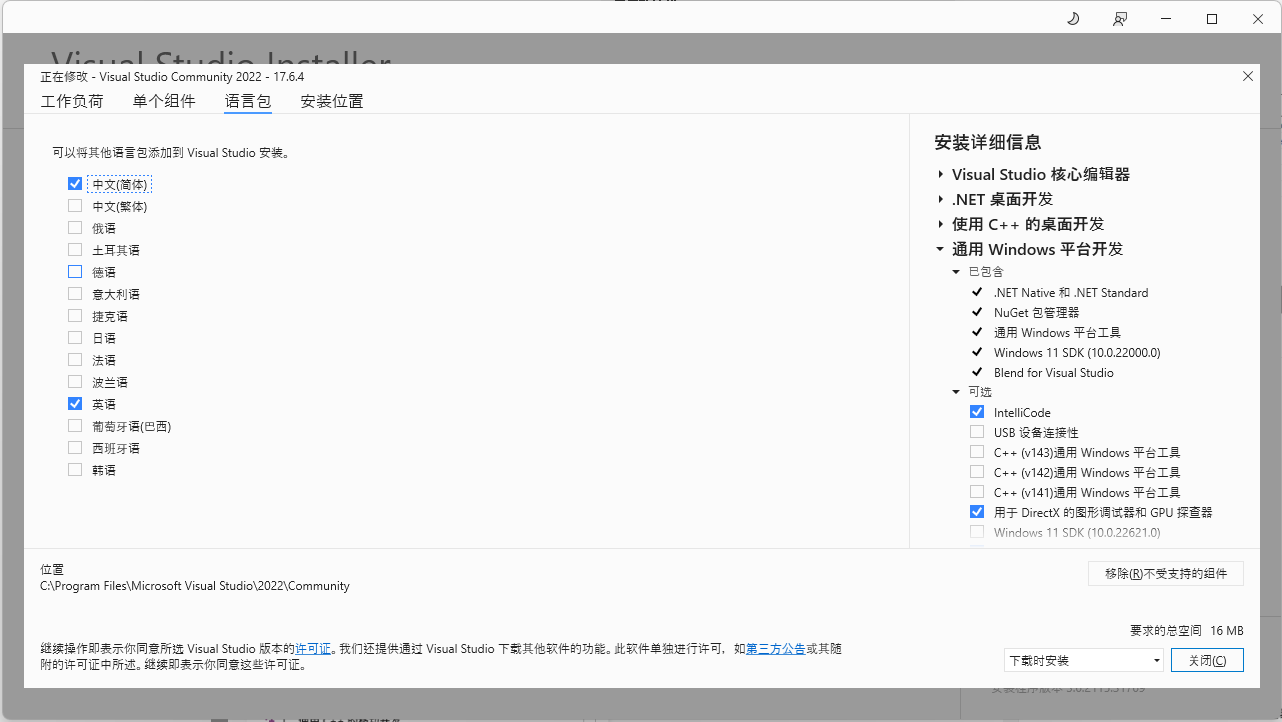 Visual Studio Installer
正在修改 - Visual Studio Community 2022 - 17.6.4
工作负荷 单个组件 语言包 安装位置
可以将其他语言包添加到 Visual Studio 安装。
中文(简体)
中文(繁体)
俄语
土耳其语
德语
意大利语
捷克语
日语
法语
波兰语
英语
葡萄牙语(巴西)
西班牙语
韩语
安装详细信息
Visual Studio 核心编辑器
.NET 桌面开发
使用 C++ 的桌面开发
通用 Windows 平台开发
已包含
.NET Native 和 .NET Standard
NuGet 包管理器
通用 Windows 平台工具
Windows 11 SDK (10.0.22000.0)
Blend for Visual Studio
可选
IntelliCode
USB 设备连接性
C++ (v143)通用 Windows 平台工具
C++ (v142)通用 Windows 平台工具
C++ (v141)通用 Windows 平台工具
用于 DirectX 的图形调试器和 GPU 探查器
Windows 11 SDK (10.0.22621.0)
位置
C:\Program Files\Microsoft Visual Studio\2022\Community
移除(R)不受支持的组件
要求的总空间 16 MB
继续操作即表示你同意所选 Visual Studio 版本的许可证。我们还提供通过 Visual Studio 下载其他软件的功能。此软件单独进行许可，如第三方公告或其随
附的许可证中所述。继续即表示你同意这些许可证。
下载时安装
关闭(C)